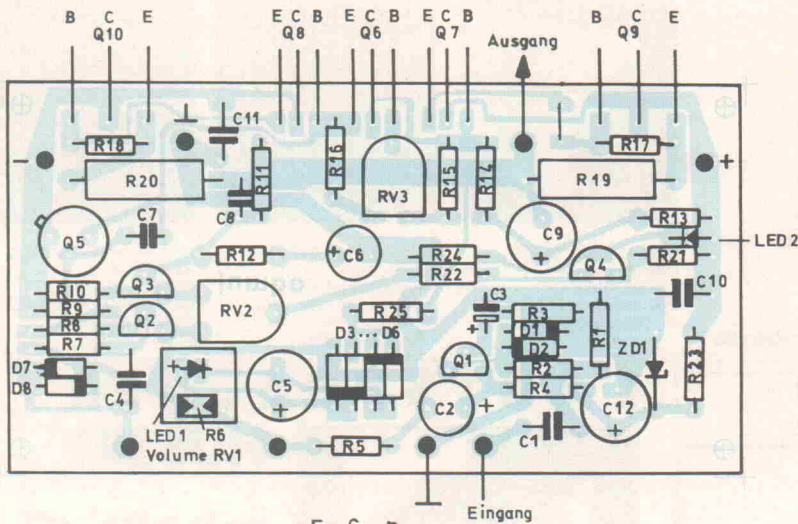 B C E E C B E C B E C B B C E
Q10 Q8 Q6 Q7 Q9
Ausgang
C11
R18 R17
- +
R16
R11 R15 R14
R20 R19
RV3
C8
C7 R13
Q5 C9 LED 2
+ C6 R24 R21
R12 Q4
Q3 R22 C10
R10
R9 RV2 C3
R8 Q2 R25 R3
R7 + D1 R1
D3...D6 D2 ZD1
D7 Q1 R2 R23
D8 + R4
C4 C5 C2 + C12
+ +
LED 1 R6 C1
Volume RV1 R5
Eingang
E C B